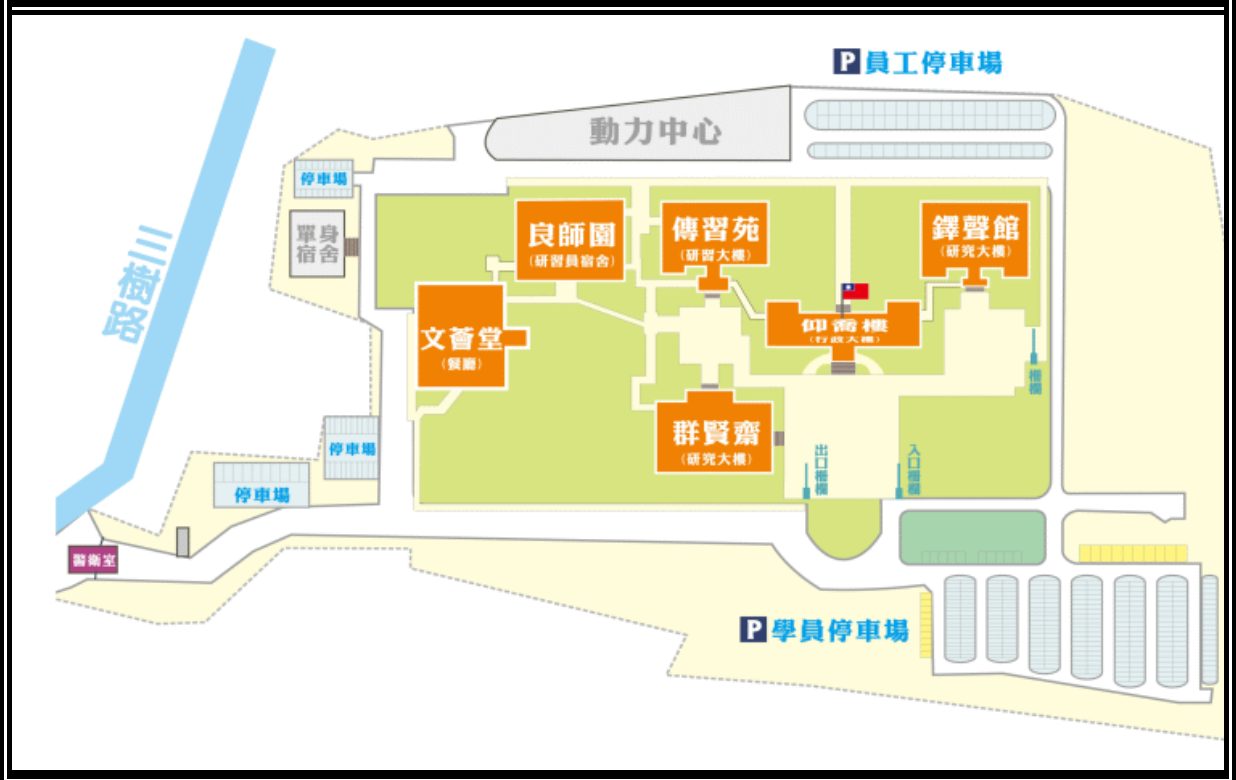 P 員工停車場
動力中心
停車場
三樹路
單身
宿舍
良師園
(研習員宿舍)
傳習苑
(研習大樓)
鐸聲館
(研究大樓)
仰喬樓
(行政大樓)
文薈堂
(餐廳)
柵欄
群賢齋
(研究大樓)
停車場
出口柵欄
入口柵欄
停車場
警衛室
P 學員停車場